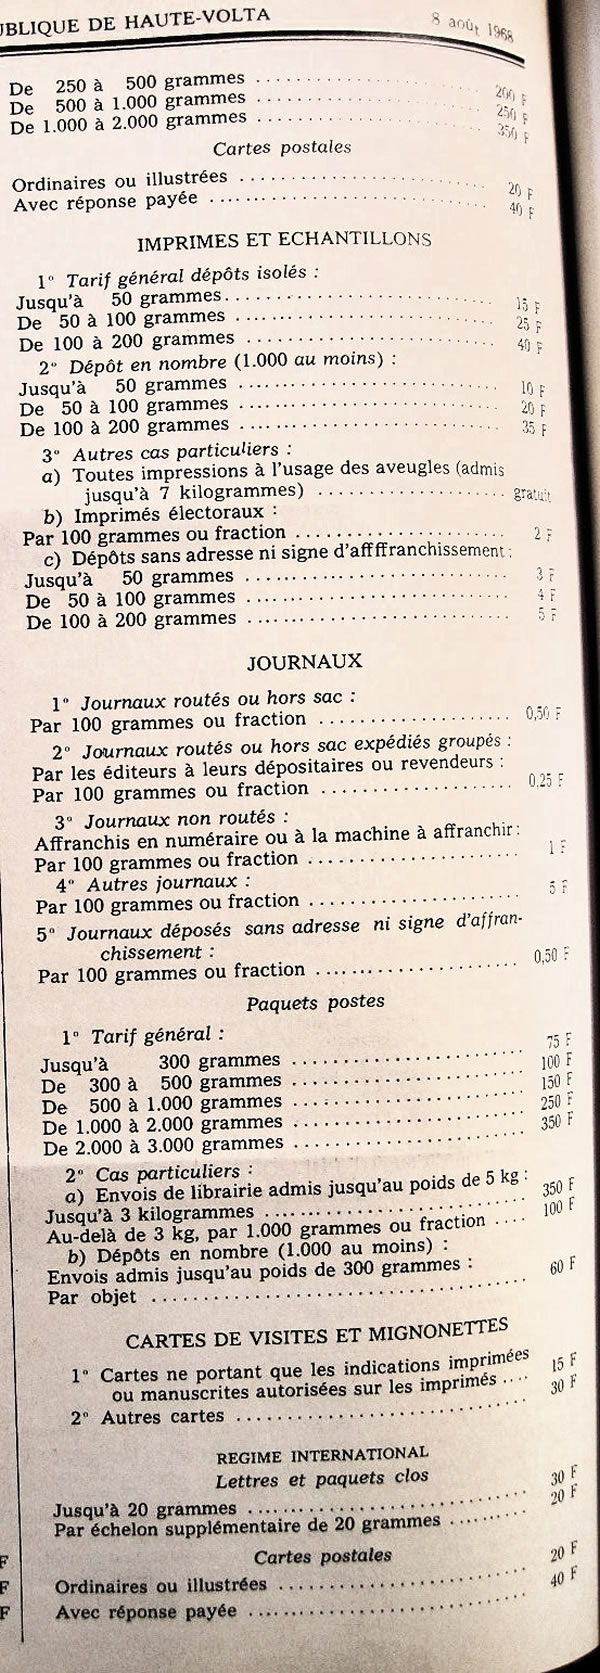 UBLIQUE DE HAUTE-VOLTA 8 août 1968
De 250 à 500 grammes .......... 200 F
De 500 à 1.000 grammes .......... 250 F
De 1.000 à 2.000 grammes .......... 350 F
Cartes postales
Ordinaires ou illustrées .......... 20 F
Avec réponse payée .......... 40 F
IMPRIMES ET ECHANTILLONS
1° Tarif général dépôts isolés :
Jusqu'à 50 grammes .......... 15 F
De 50 à 100 grammes .......... 25 F
De 100 à 200 grammes .......... 40 F
2° Dépôt en nombre (1.000 au moins) :
Jusqu'à 50 grammes .......... 10 F
De 50 à 100 grammes .......... 20 F
De 100 à 200 grammes .......... 35 F
3° Autres cas particuliers :
a) Toutes impressions à l'usage des aveugles (admis
jusqu'à 7 kilogrammes) .......... gratuit
b) Imprimés électoraux :
Par 100 grammes ou fraction .......... 2 F
c) Dépôts sans adresse ni signe d'affffranchissement :
Jusqu'à 50 grammes .......... 3 F
De 50 à 100 grammes .......... 4 F
De 100 à 200 grammes .......... 5 F
JOURNAUX
1° Journaux routés ou hors sac :
Par 100 grammes ou fraction .......... 0,50 F
2° Journaux routés ou hors sac expédiés groupés :
Par les éditeurs à leurs dépositaires ou revendeurs :
Par 100 grammes ou fraction .......... 0,25 F
3° Journaux non routés :
Affranchis en numéraire ou à la machine à affranchir :
Par 100 grammes ou fraction .......... 1 F
4° Autres journaux :
Par 100 grammes ou fraction .......... 5 F
5° Journaux déposés sans adresse ni signe d'affran-
chissement :
Par 100 grammes ou fraction .......... 0,50 F
Paquets postes
1° Tarif général :
Jusqu'à 300 grammes .......... 75 F
De 300 à 500 grammes .......... 100 F
De 500 à 1.000 grammes .......... 150 F
De 1.000 à 2.000 grammes .......... 250 F
De 2.000 à 3.000 grammes .......... 350 F
2° Cas particuliers :
a) Envois de librairie admis jusqu'au poids de 5 kg :
Jusqu'à 3 kilogrammes .......... 350 F
Au-delà de 3 kg, par 1.000 grammes ou fraction .... 100 F
b) Dépôts en nombre (1.000 au moins) :
Envois admis jusqu'au poids de 300 grammes :
Par objet .......... 60 F
CARTES DE VISITES ET MIGNONETTES
1° Cartes ne portant que les indications imprimées
ou manuscrites autorisées sur les imprimés .... 15 F
2° Autres cartes .......... 30 F
REGIME INTERNATIONAL
Lettres et paquets clos
Jusqu'à 20 grammes .......... 30 F
Par échelon supplémentaire de 20 grammes .......... 20 F
Cartes postales
F Ordinaires ou illustrées .......... 20 F
F Avec réponse payée .......... 40 F
F